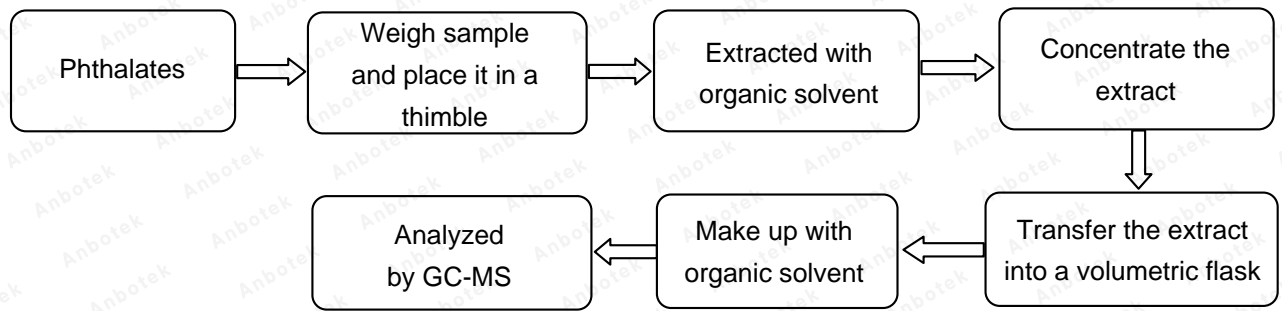 Phthalates
Weigh sample
and place it in a
thimble
Extracted with
organic solvent
Concentrate the
extract
Transfer the extract
into a volumetric flask
Make up with
organic solvent
Analyzed
by GC-MS
Anbotek